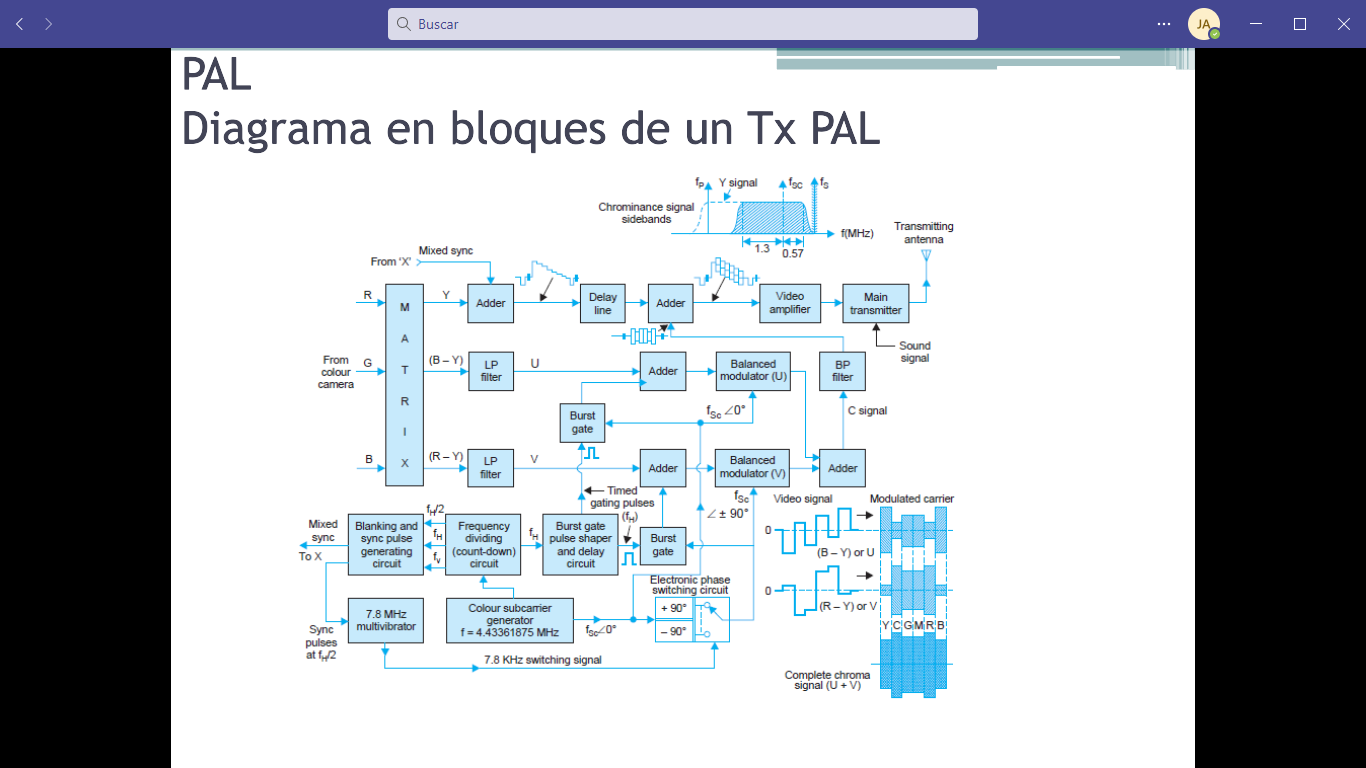 Buscar
JA
PAL
Diagrama en bloques de un Tx PAL
fP
Y signal
fSC
fS
Chrominance signal
sidebands
f(MHz)
1.3
0.57
Transmitting
antenna
From ‘X’
Mixed sync
R
Y
Adder
Delay
line
Adder
Video
amplifier
Main
transmitter
Sound
signal
From
colour
camera
G
M
A
T
R
I
X
(B – Y)
LP
filter
U
Adder
Balanced
modulator (U)
BP
filter
Burst
gate
fSc ∠0°
C signal
B
(R – Y)
LP
filter
V
Adder
Balanced
modulator (V)
Adder
Timed
gating pulses
(fH)
fSc
∠ ± 90°
Video signal
Modulated carrier
Mixed
sync
To X
Blanking and
sync pulse
generating
circuit
fH/2
fH
fv
Frequency
dividing
(count-down)
circuit
fH
Burst gate
pulse shaper
and delay
circuit
Burst
gate
0
(B – Y) or U
Electronic phase
switching circuit
+ 90°
– 90°
0
(R – Y) or V
Y C G M R B
Sync
pulses
at fH/2
7.8 MHz
multivibrator
Colour subcarrier
generator
f = 4.43361875 MHz
fSc∠0°
7.8 KHz switching signal
Complete chroma
signal (U + V)